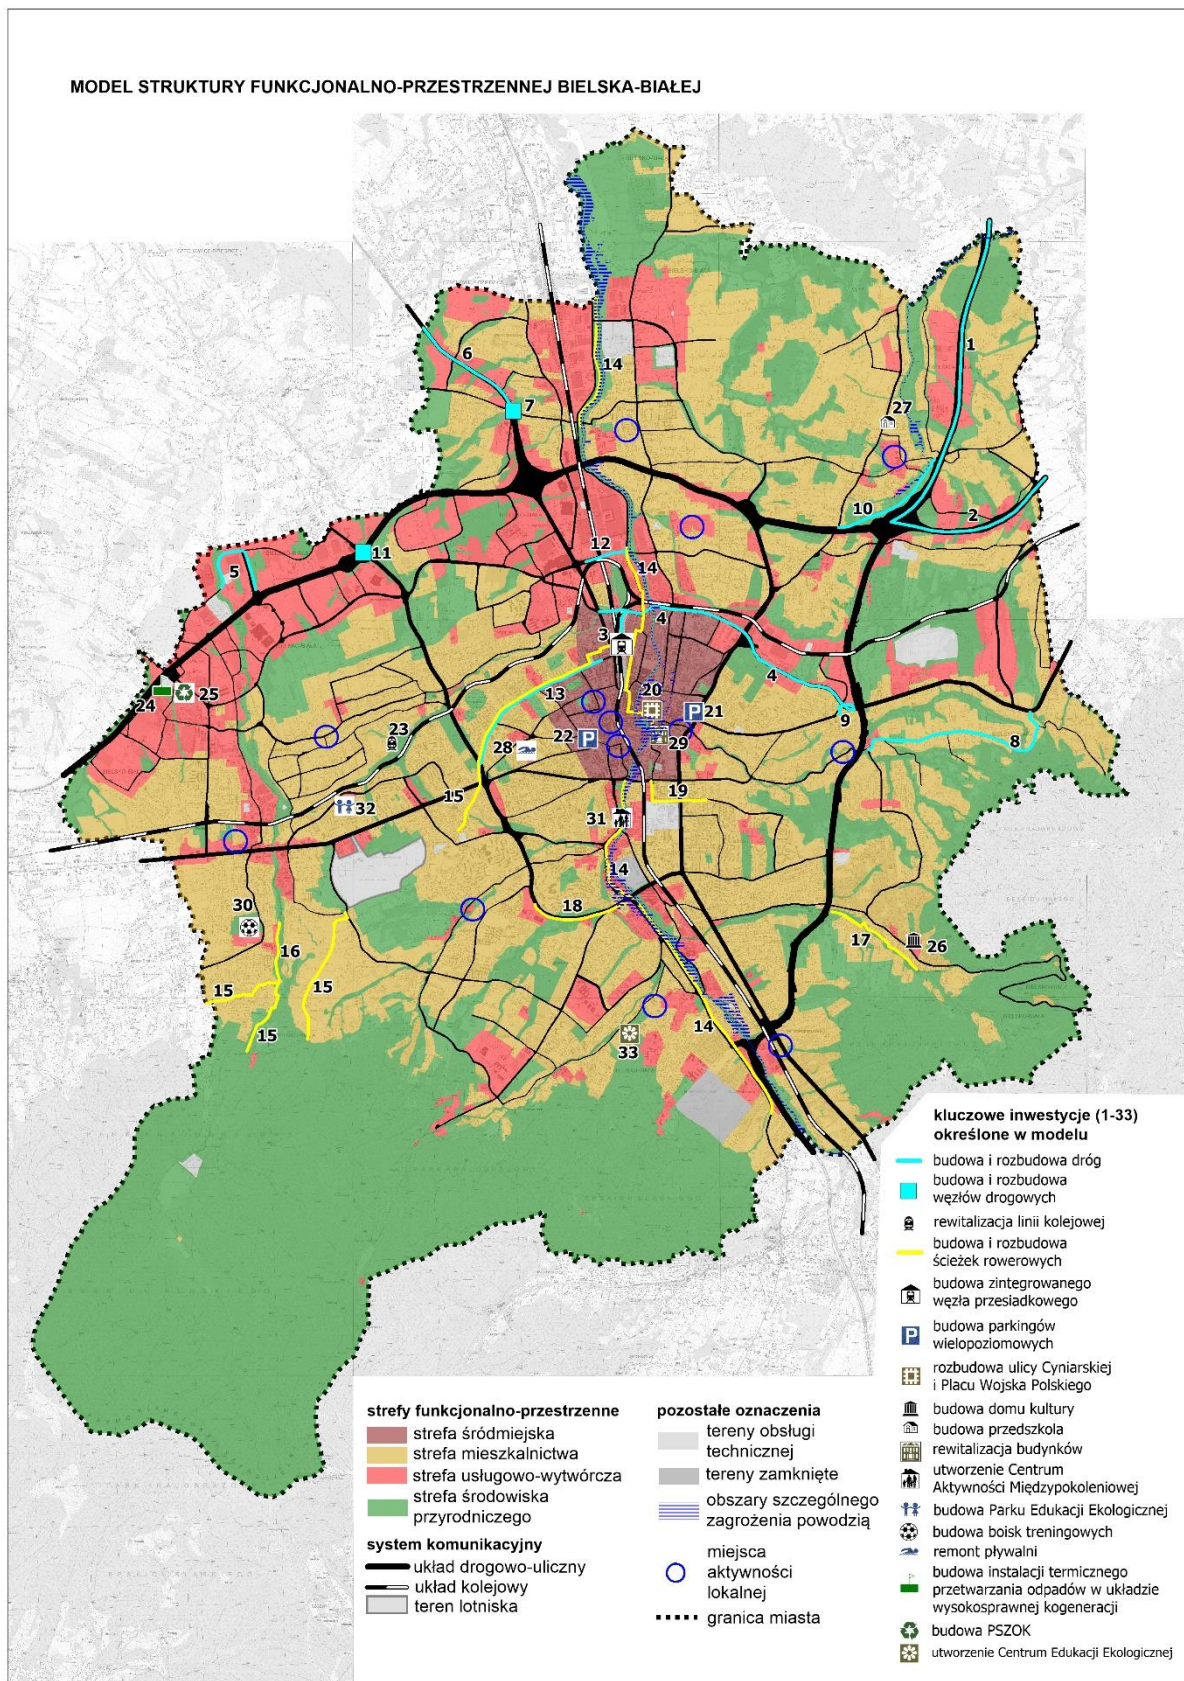 MODEL STRUKTURY FUNKCJONALNO-PRZESTRZENNEJ BIELSKA-BIAŁEJ
1
6
14
7
27
10
2
11
12
5
14
4
3
4
13
20
21
9
25
24
23
22
29
8
28
32
15
19
31
14
18
30
17
26
16
15
15
14
15
33
kluczowe inwestycje (1-33)
określone w modelu
budowa i rozbudowa dróg
budowa i rozbudowa
węzłów drogowych
rewitalizacja linii kolejowej
budowa i rozbudowa
ścieżek rowerowych
budowa zintegrowanego
węzła przesiadkowego
P budowa parkingów
wielopoziomowych
rozbudowa ulicy Cyniarskiej
i Placu Wojska Polskiego
budowa domu kultury
budowa przedszkola
rewitalizacja budynków
utworzenie Centrum
Aktywności Międzypokoleniowej
budowa Parku Edukacji Ekologicznej
budowa boisk treningowych
remont pływalni
budowa instalacji termicznego
przetwarzania odpadów w układzie
wysokosprawnej kogeneracji
budowa PSZOK
utworzenie Centrum Edukacji Ekologicznej
strefy funkcjonalno-przestrzenne
strefa śródmiejska
strefa mieszkalnictwa
strefa usługowo-wytwórcza
strefa środowiska
przyrodniczego
system komunikacyjny
układ drogowo-uliczny
układ kolejowy
teren lotniska
pozostałe oznaczenia
tereny obsługi
technicznej
tereny zamknięte
obszary szczególnego
zagrożenia powodzią
miejsca
aktywności
lokalnej
granica miasta